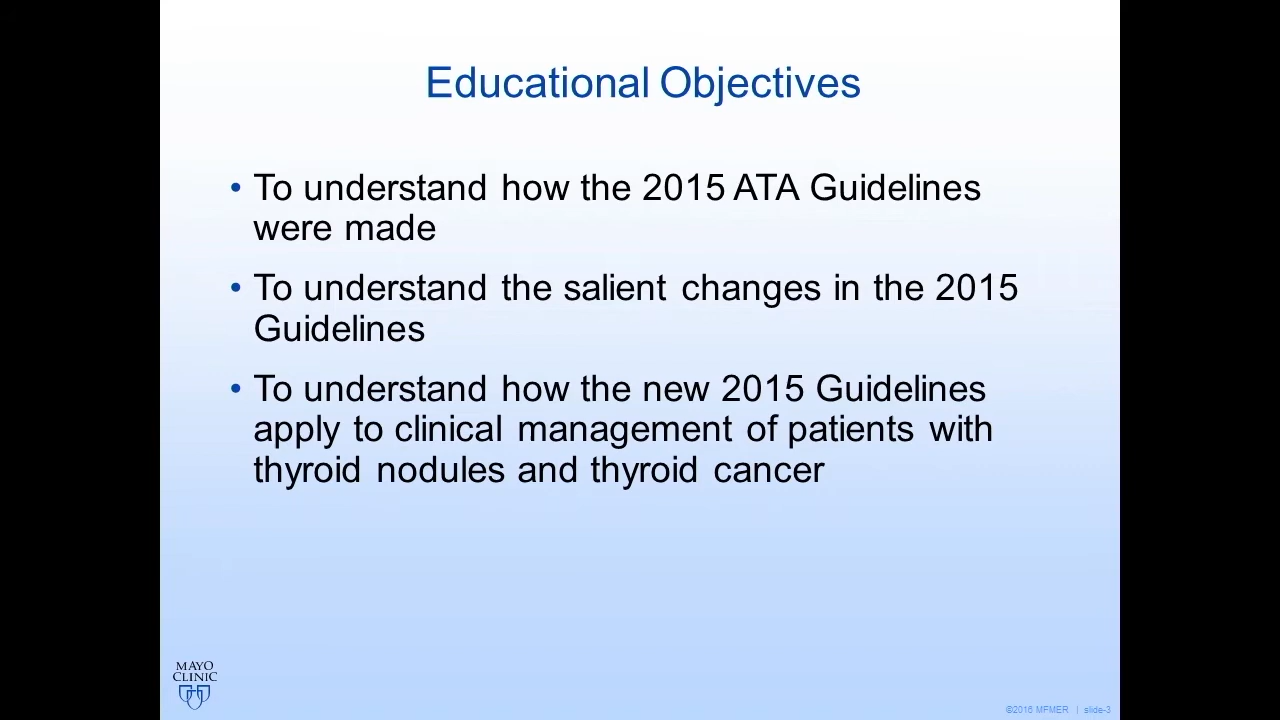 Educational Objectives
• To understand how the 2015 ATA Guidelines
were made
• To understand the salient changes in the 2015
Guidelines
• To understand how the new 2015 Guidelines
apply to clinical management of patients with
thyroid nodules and thyroid cancer
MAYO
CLINIC
©2016 MFMER | slide-3